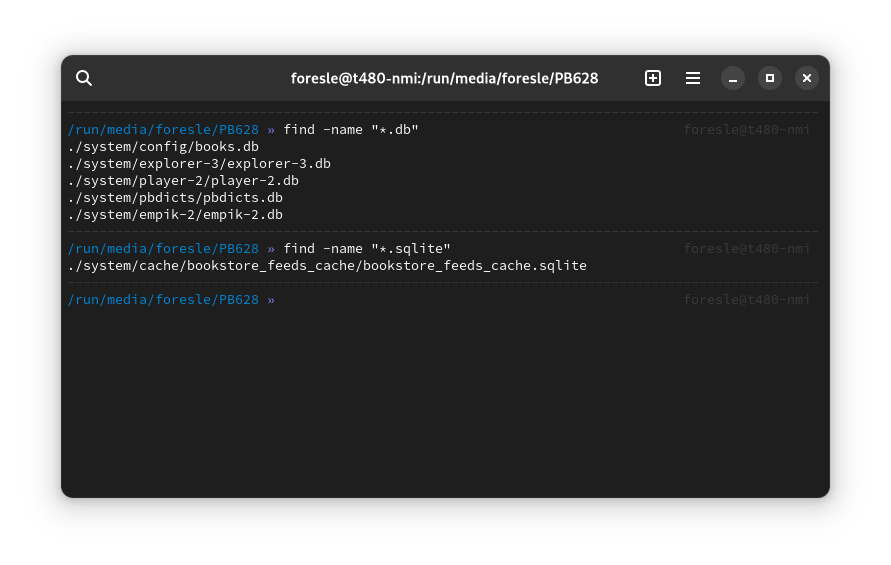 foresle@t480-nmi:/run/media/foresle/PB628
/run/media/foresle/PB628 » find -name "*.db" foresle@t480-nmi
./system/config/books.db
./system/explorer-3/explorer-3.db
./system/player-2/player-2.db
./system/pbdicts/pbdicts.db
./system/empik-2/empik-2.db
/run/media/foresle/PB628 » find -name "*.sqlite" foresle@t480-nmi
./system/cache/bookstore_feeds_cache/bookstore_feeds_cache.sqlite
/run/media/foresle/PB628 » foresle@t480-nmi